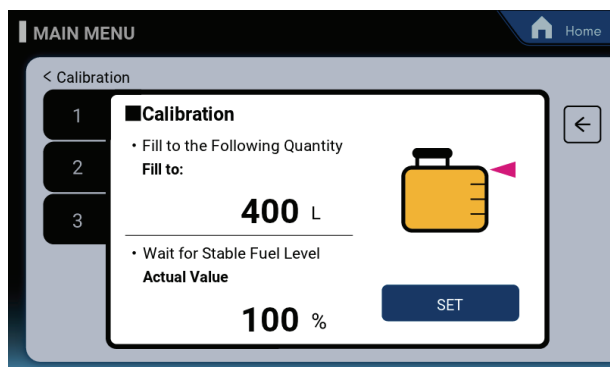 MAIN MENU
Home
< Calibration
1
2
3
■Calibration
・Fill to the Following Quantity
Fill to:
400 L
・Wait for Stable Fuel Level
Actual Value
100 %
SET